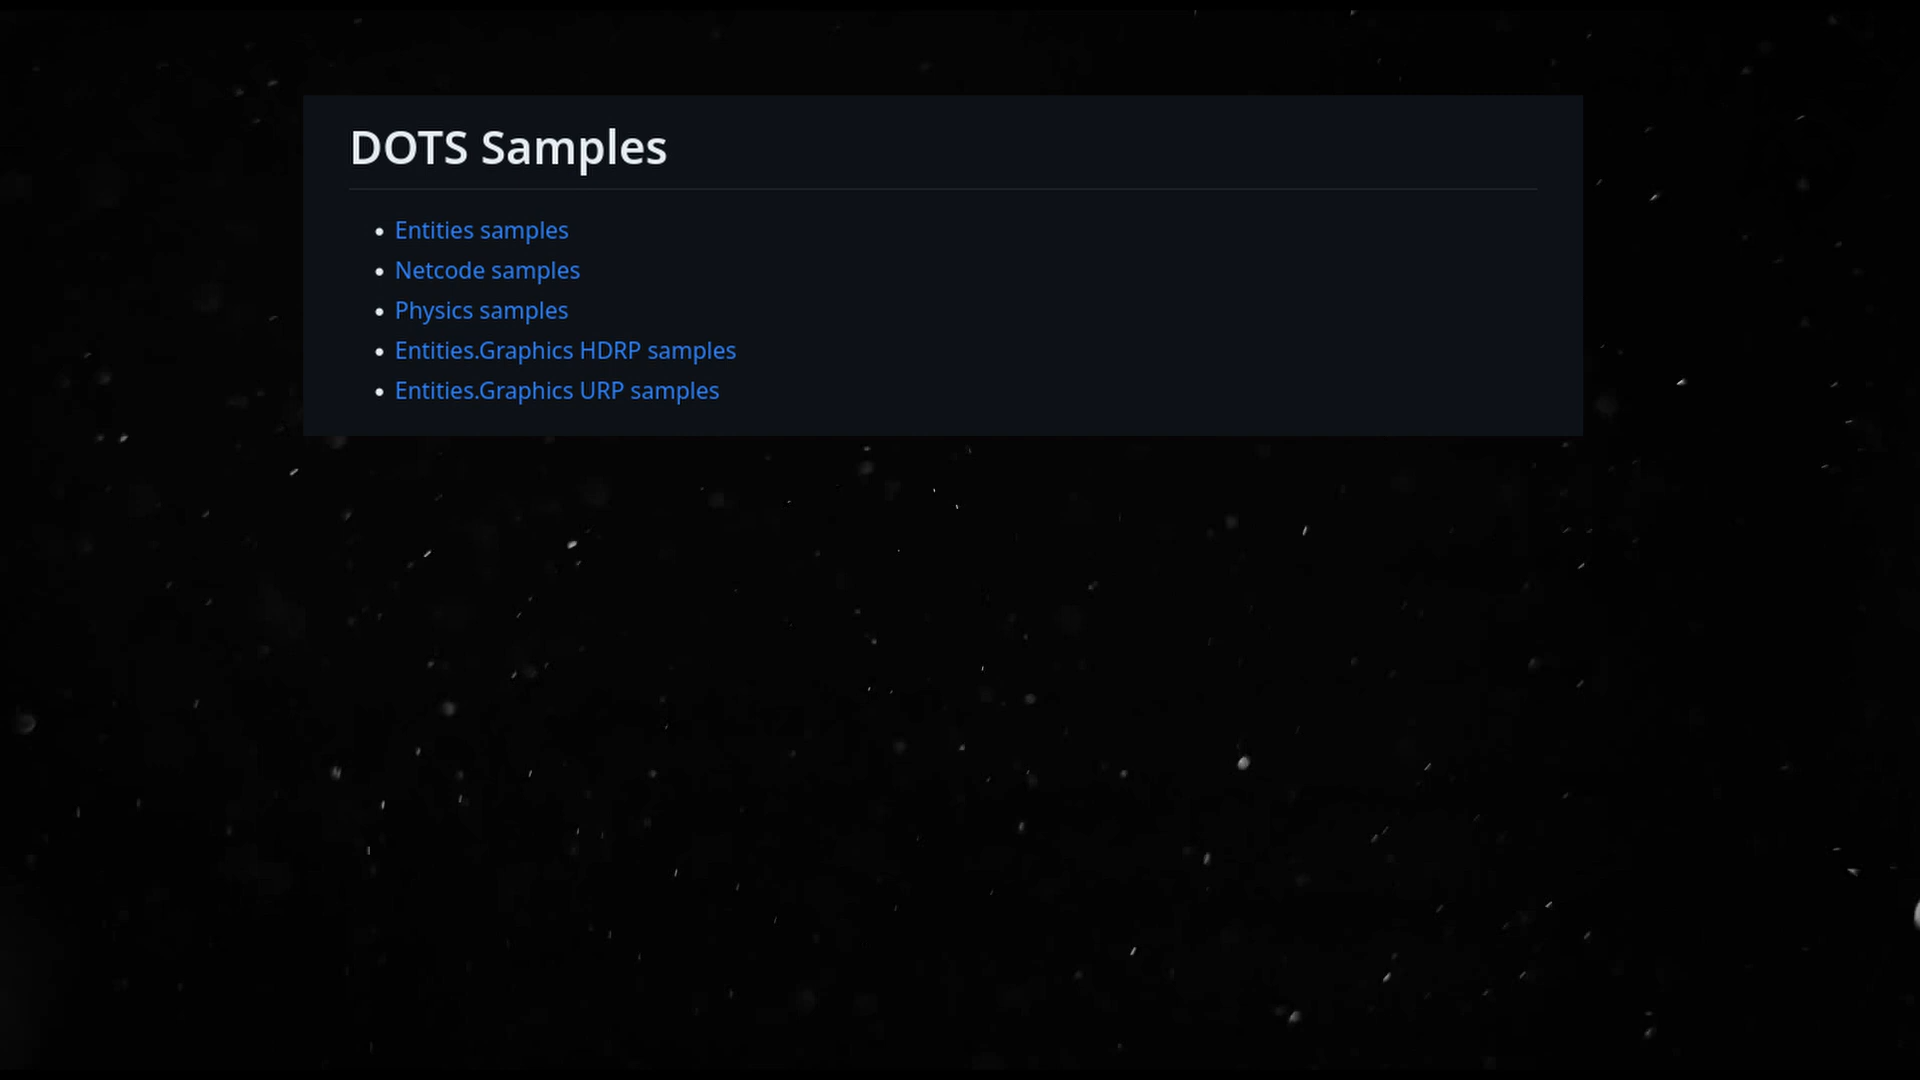 DOTS Samples
Entities samples
Netcode samples
Physics samples
Entities.Graphics HDRP samples
Entities.Graphics URP samples